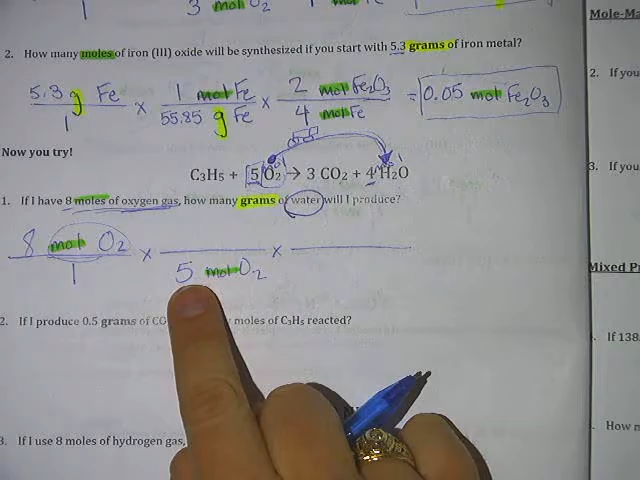 1 3 mol O₂ 1
2. How many moles of iron (III) oxide will be synthesized if you start with 5.3 grams of iron metal?
Mole-Ma
2. If you
5.3 g Fe / 1 × 1 mol Fe / 55.85 g Fe × 2 mol Fe₂O₃ / 4 mol Fe = 0.05 mol Fe₂O₃
Now you try!
C₃H₅ + 5 O₂ → 3 CO₂ + 4 H₂O
3. If you
1. If I have 8 moles of oxygen gas, how many grams of water will I produce?
8 mol O₂ / 1 × / 5 mol O₂ ×
Mixed Pr
2. If I produce 0.5 grams of CO moles of C₃H₅ reacted?
. If 138.
3. If I use 8 moles of hydrogen gas,
. How m